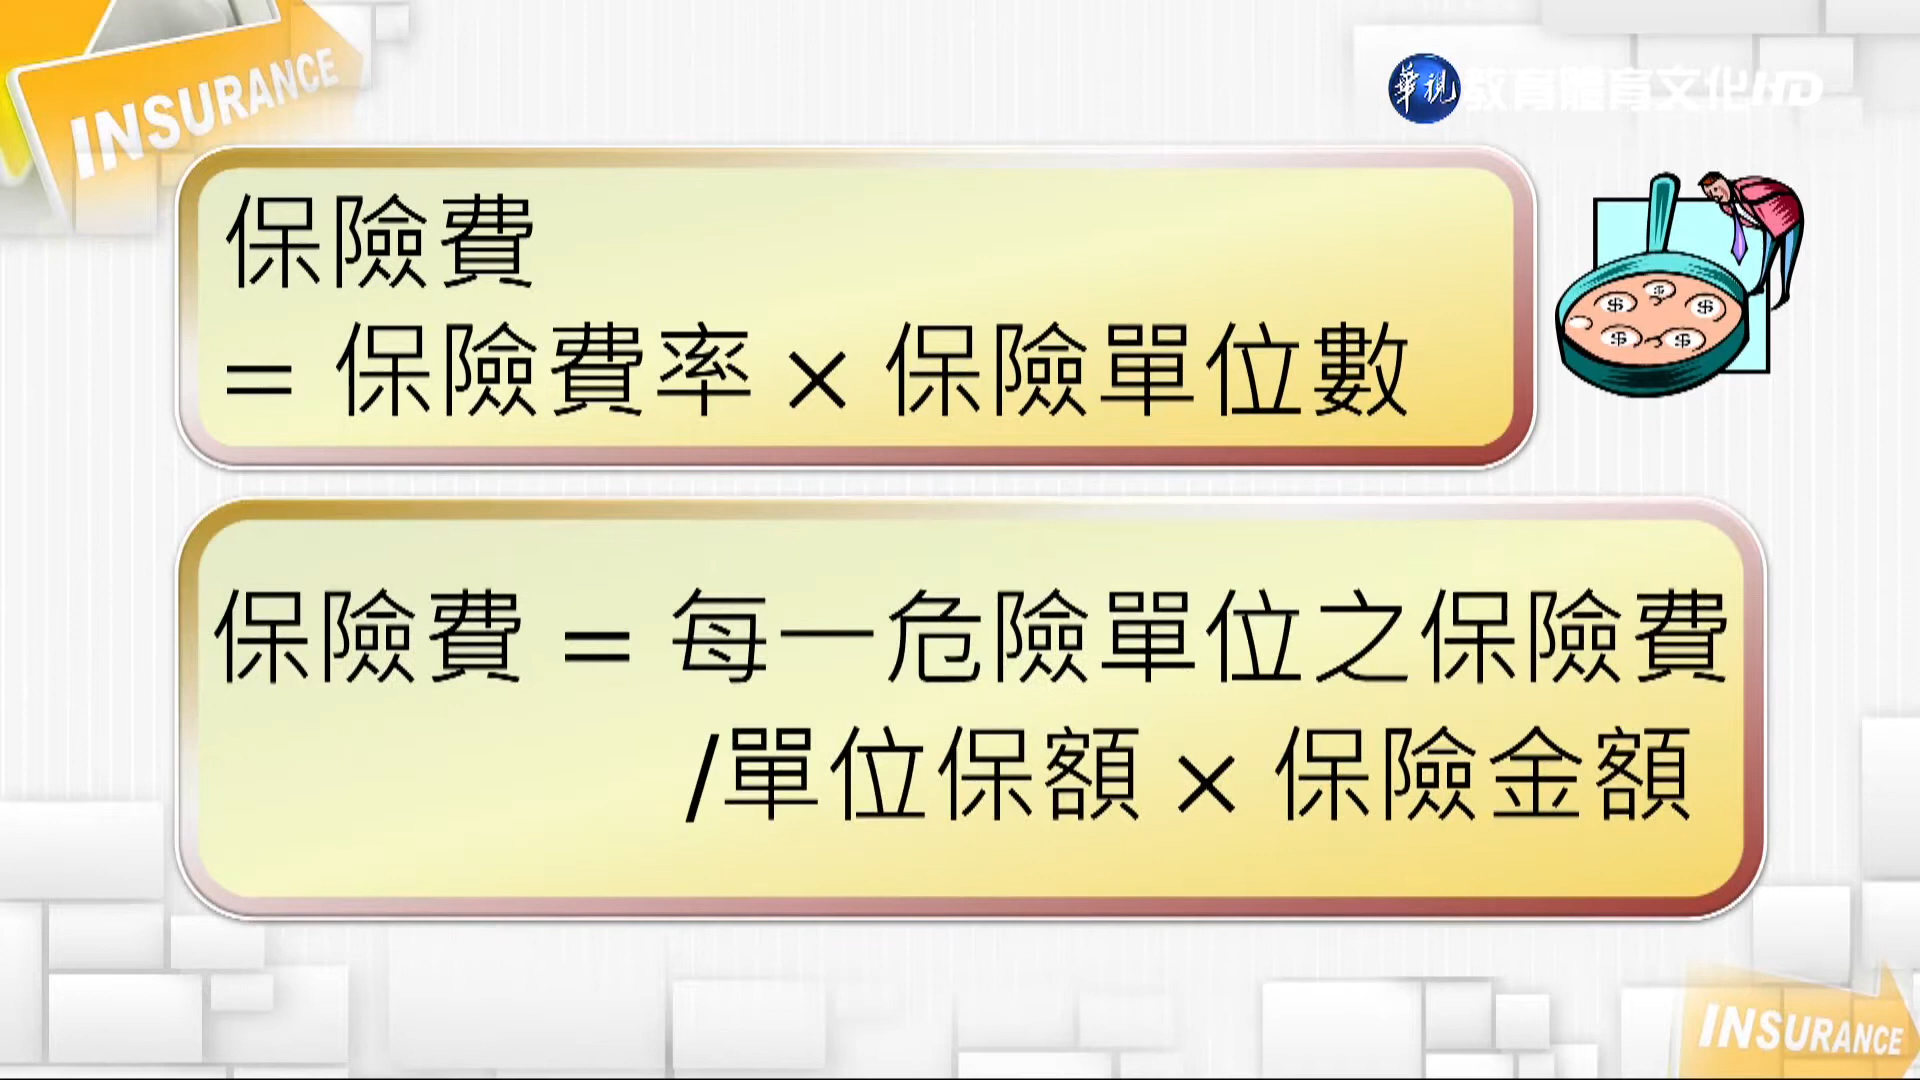 INSURANCE
華視 教育體育文化HD
保險費
= 保險費率 × 保險單位數
保險費 = 每一危險單位之保險費
/單位保額 × 保險金額
INSURANCE